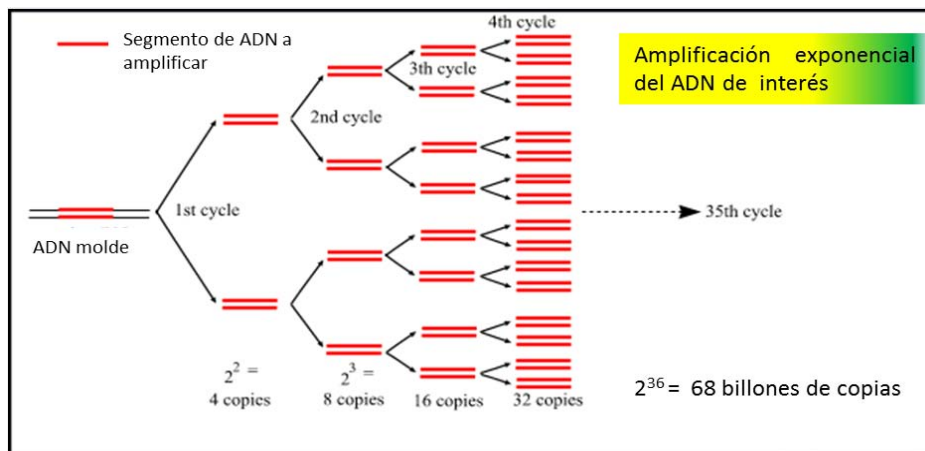 Segmento de ADN a
amplificar
4th cycle
Amplificación exponencial
del ADN de interés
3th cycle
2nd cycle
1st cycle
35th cycle
ADN molde
2² =
4 copies
2³ =
8 copies
16 copies
32 copies
2³⁶ = 68 billones de copias